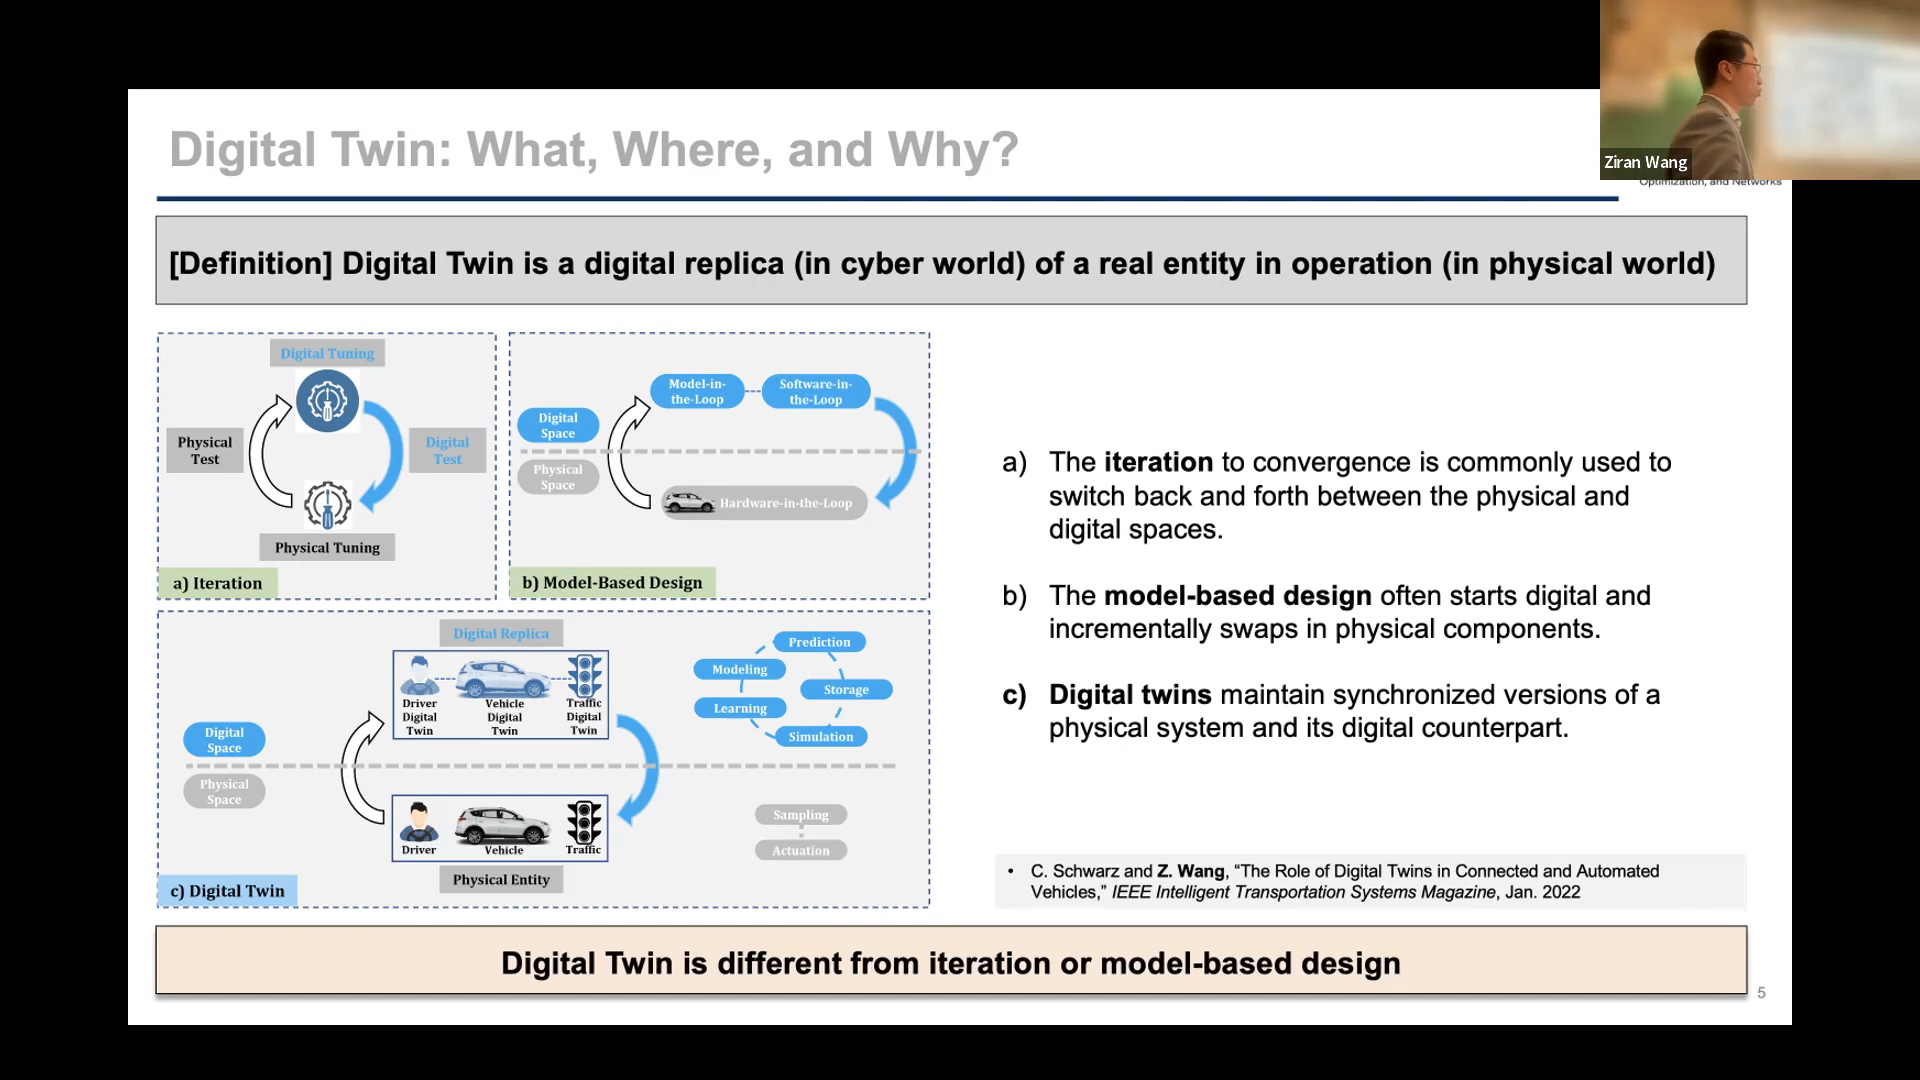 Ziran Wang
Optimization, and Networks
Digital Twin: What, Where, and Why?
[Definition] Digital Twin is a digital replica (in cyber world) of a real entity in operation (in physical world)
Digital Tuning
Physical
Test
Digital
Test
Physical Tuning
a) Iteration
Model-in-
the-Loop
Software-in-
the-Loop
Digital
Space
Physical
Space
Hardware-in-the-Loop
b) Model-Based Design
Digital Replica
Driver
Digital
Twin
Vehicle
Digital
Twin
Traffic
Digital
Twin
Prediction
Modeling
Storage
Learning
Simulation
Digital
Space
Physical
Space
Driver
Vehicle
Traffic
Sampling
Actuation
Physical Entity
c) Digital Twin
a) The iteration to convergence is commonly used to
switch back and forth between the physical and
digital spaces.
b) The model-based design often starts digital and
incrementally swaps in physical components.
c) Digital twins maintain synchronized versions of a
physical system and its digital counterpart.
• C. Schwarz and Z. Wang, “The Role of Digital Twins in Connected and Automated
Vehicles,” IEEE Intelligent Transportation Systems Magazine, Jan. 2022
Digital Twin is different from iteration or model-based design
5